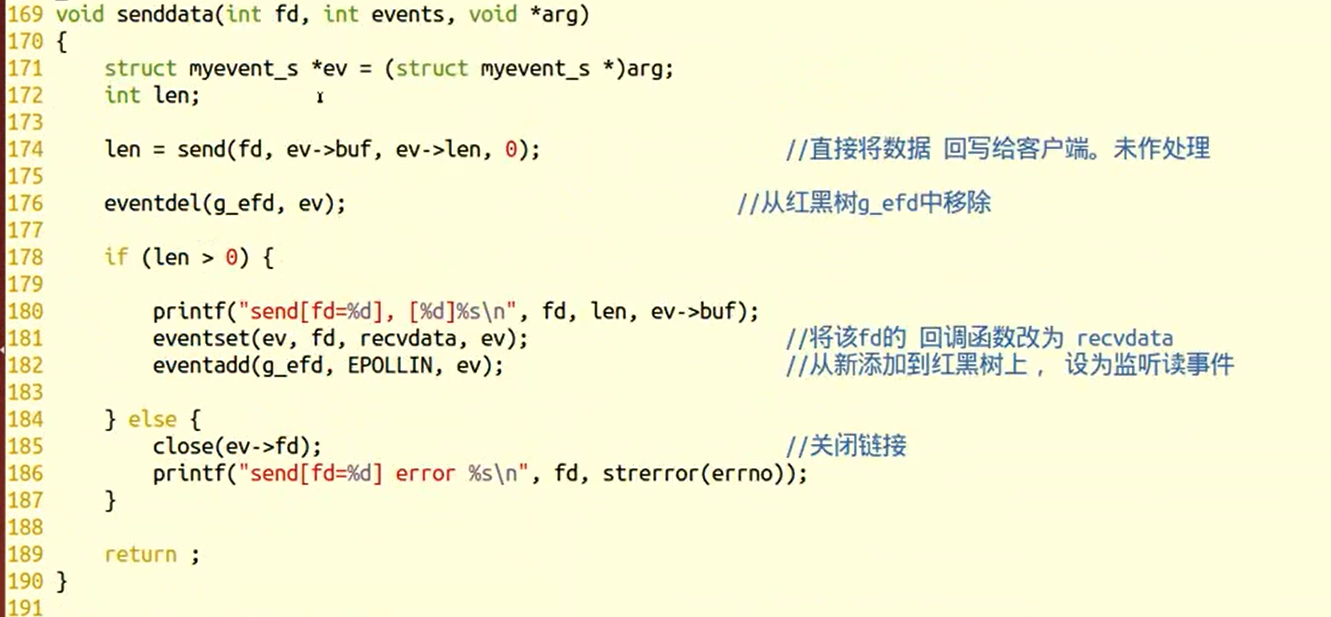 169 void senddata(int fd, int events, void *arg)
170 {
171     struct myevent_s *ev = (struct myevent_s *)arg;
172     int len;
173
174     len = send(fd, ev->buf, ev->len, 0);                    //直接将数据 回写给客户端。未作处理
175
176     eventdel(g_efd, ev);                                //从红黑树g_efd中移除
177
178     if (len > 0) {
179
180         printf("send[fd=%d], [%d]%s\n", fd, len, ev->buf);
181         eventset(ev, fd, recvdata, ev);                     //将该fd的 回调函数改为 recvdata
182         eventadd(g_efd, EPOLLIN, ev);                       //从新添加到红黑树上， 设为监听读事件
183
184     } else {
185         close(ev->fd);                                      //关闭链接
186         printf("send[fd=%d] error %s\n", fd, strerror(errno));
187     }
188
189     return ;
190 }
191